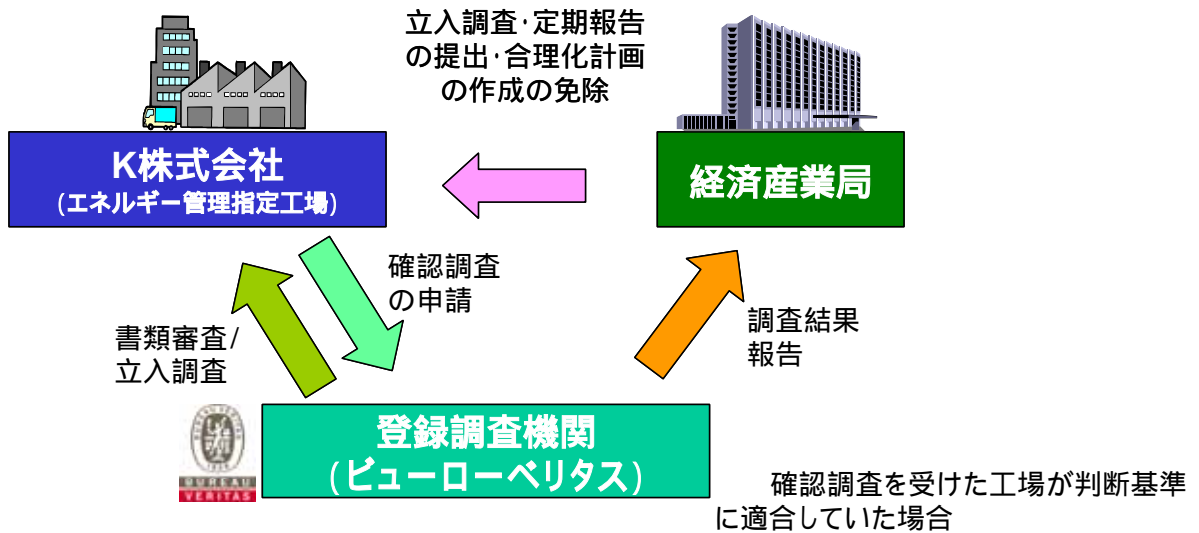 立入調査・定期報告
の提出・合理化計画
の作成の免除
K株式会社
(エネルギー管理指定工場)
経済産業局
確認調査
の申請
書類審査/
立入調査
調査結果
報告
登録調査機関
(ビューローベリタス)
BUREAU
VERITAS
確認調査を受けた工場が判断基準
に適合していた場合